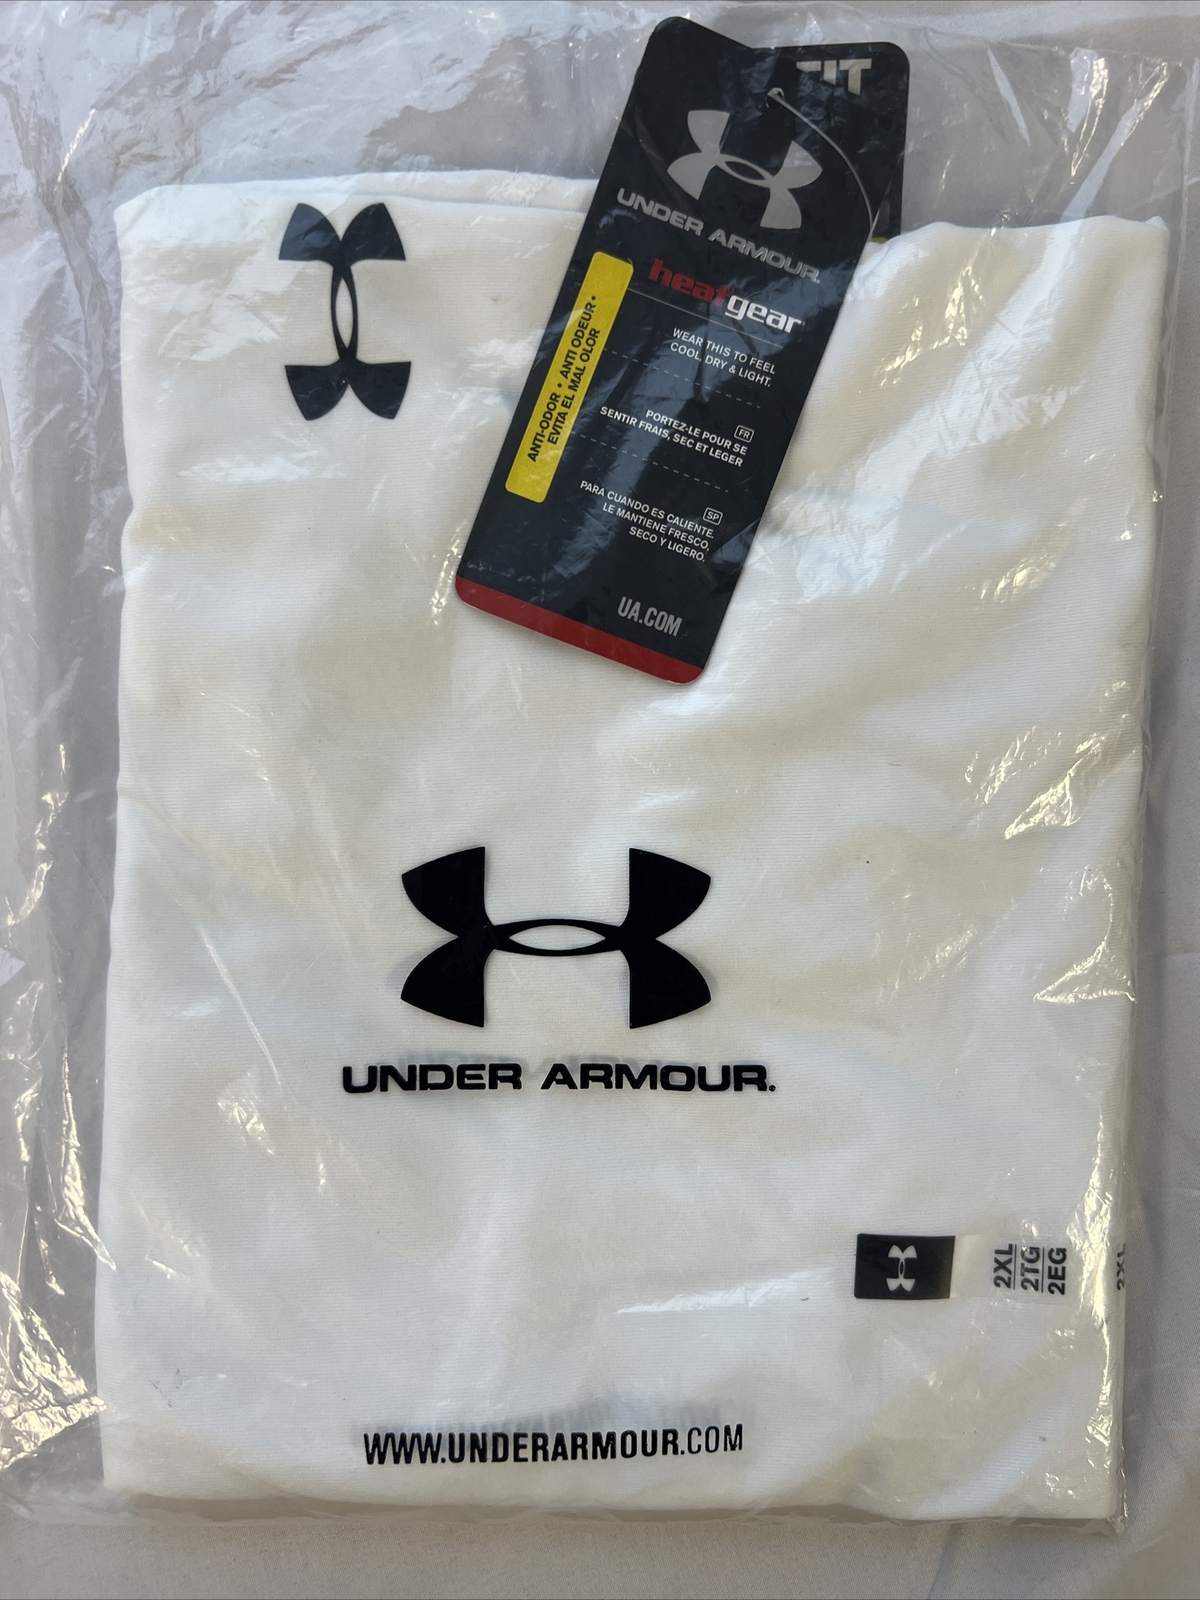 UNDER ARMOUR.
heatgear
WEAR THIS TO FEEL
COOL, DRY & LIGHT.
FR
PORTEZ-LE POUR SE
SENTIR FRAIS, SEC ET LEGER
SP
PARA CUANDO ES CALIENTE.
LE MANTIENE FRESCO,
SECO Y LIGERO.
UA.COM
ANTI-ODOR • ANTI ODEUR •
EVITA EL MAL OLOR
UNDER ARMOUR.
2XL
2TG
2EG
2XL
WWW.UNDERARMOUR.COM